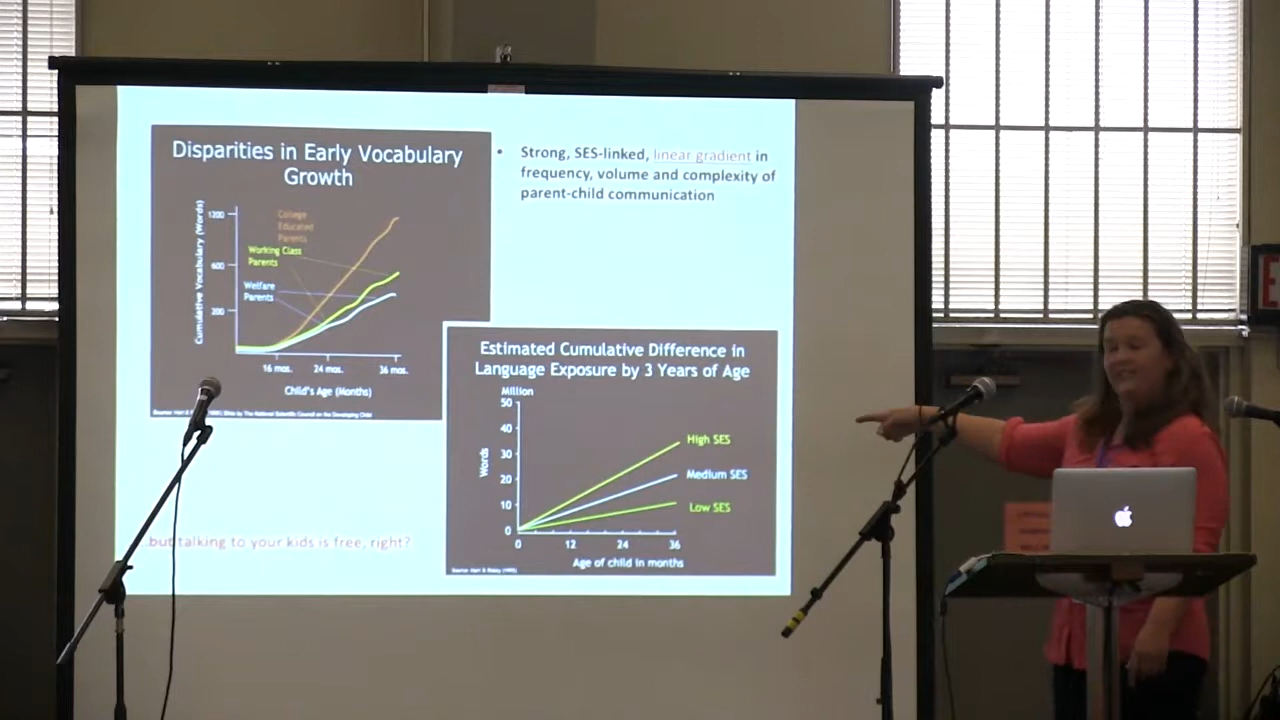 Disparities in Early Vocabulary
Growth
Cumulative Vocabulary (Words)
1200
600
200
College
Educated
Parents
Working Class
Parents
Welfare
Parents
16 mos.
24 mos.
36 mos.
Child's Age (Months)
• Strong, SES-linked, linear gradient in
frequency, volume and complexity of
parent-child communication
Estimated Cumulative Difference in
Language Exposure by 3 Years of Age
Million
Words
50
40
30
20
10
0
High SES
Medium SES
Low SES
0
12
24
36
Age of child in months
but talking to your kids is free, right?